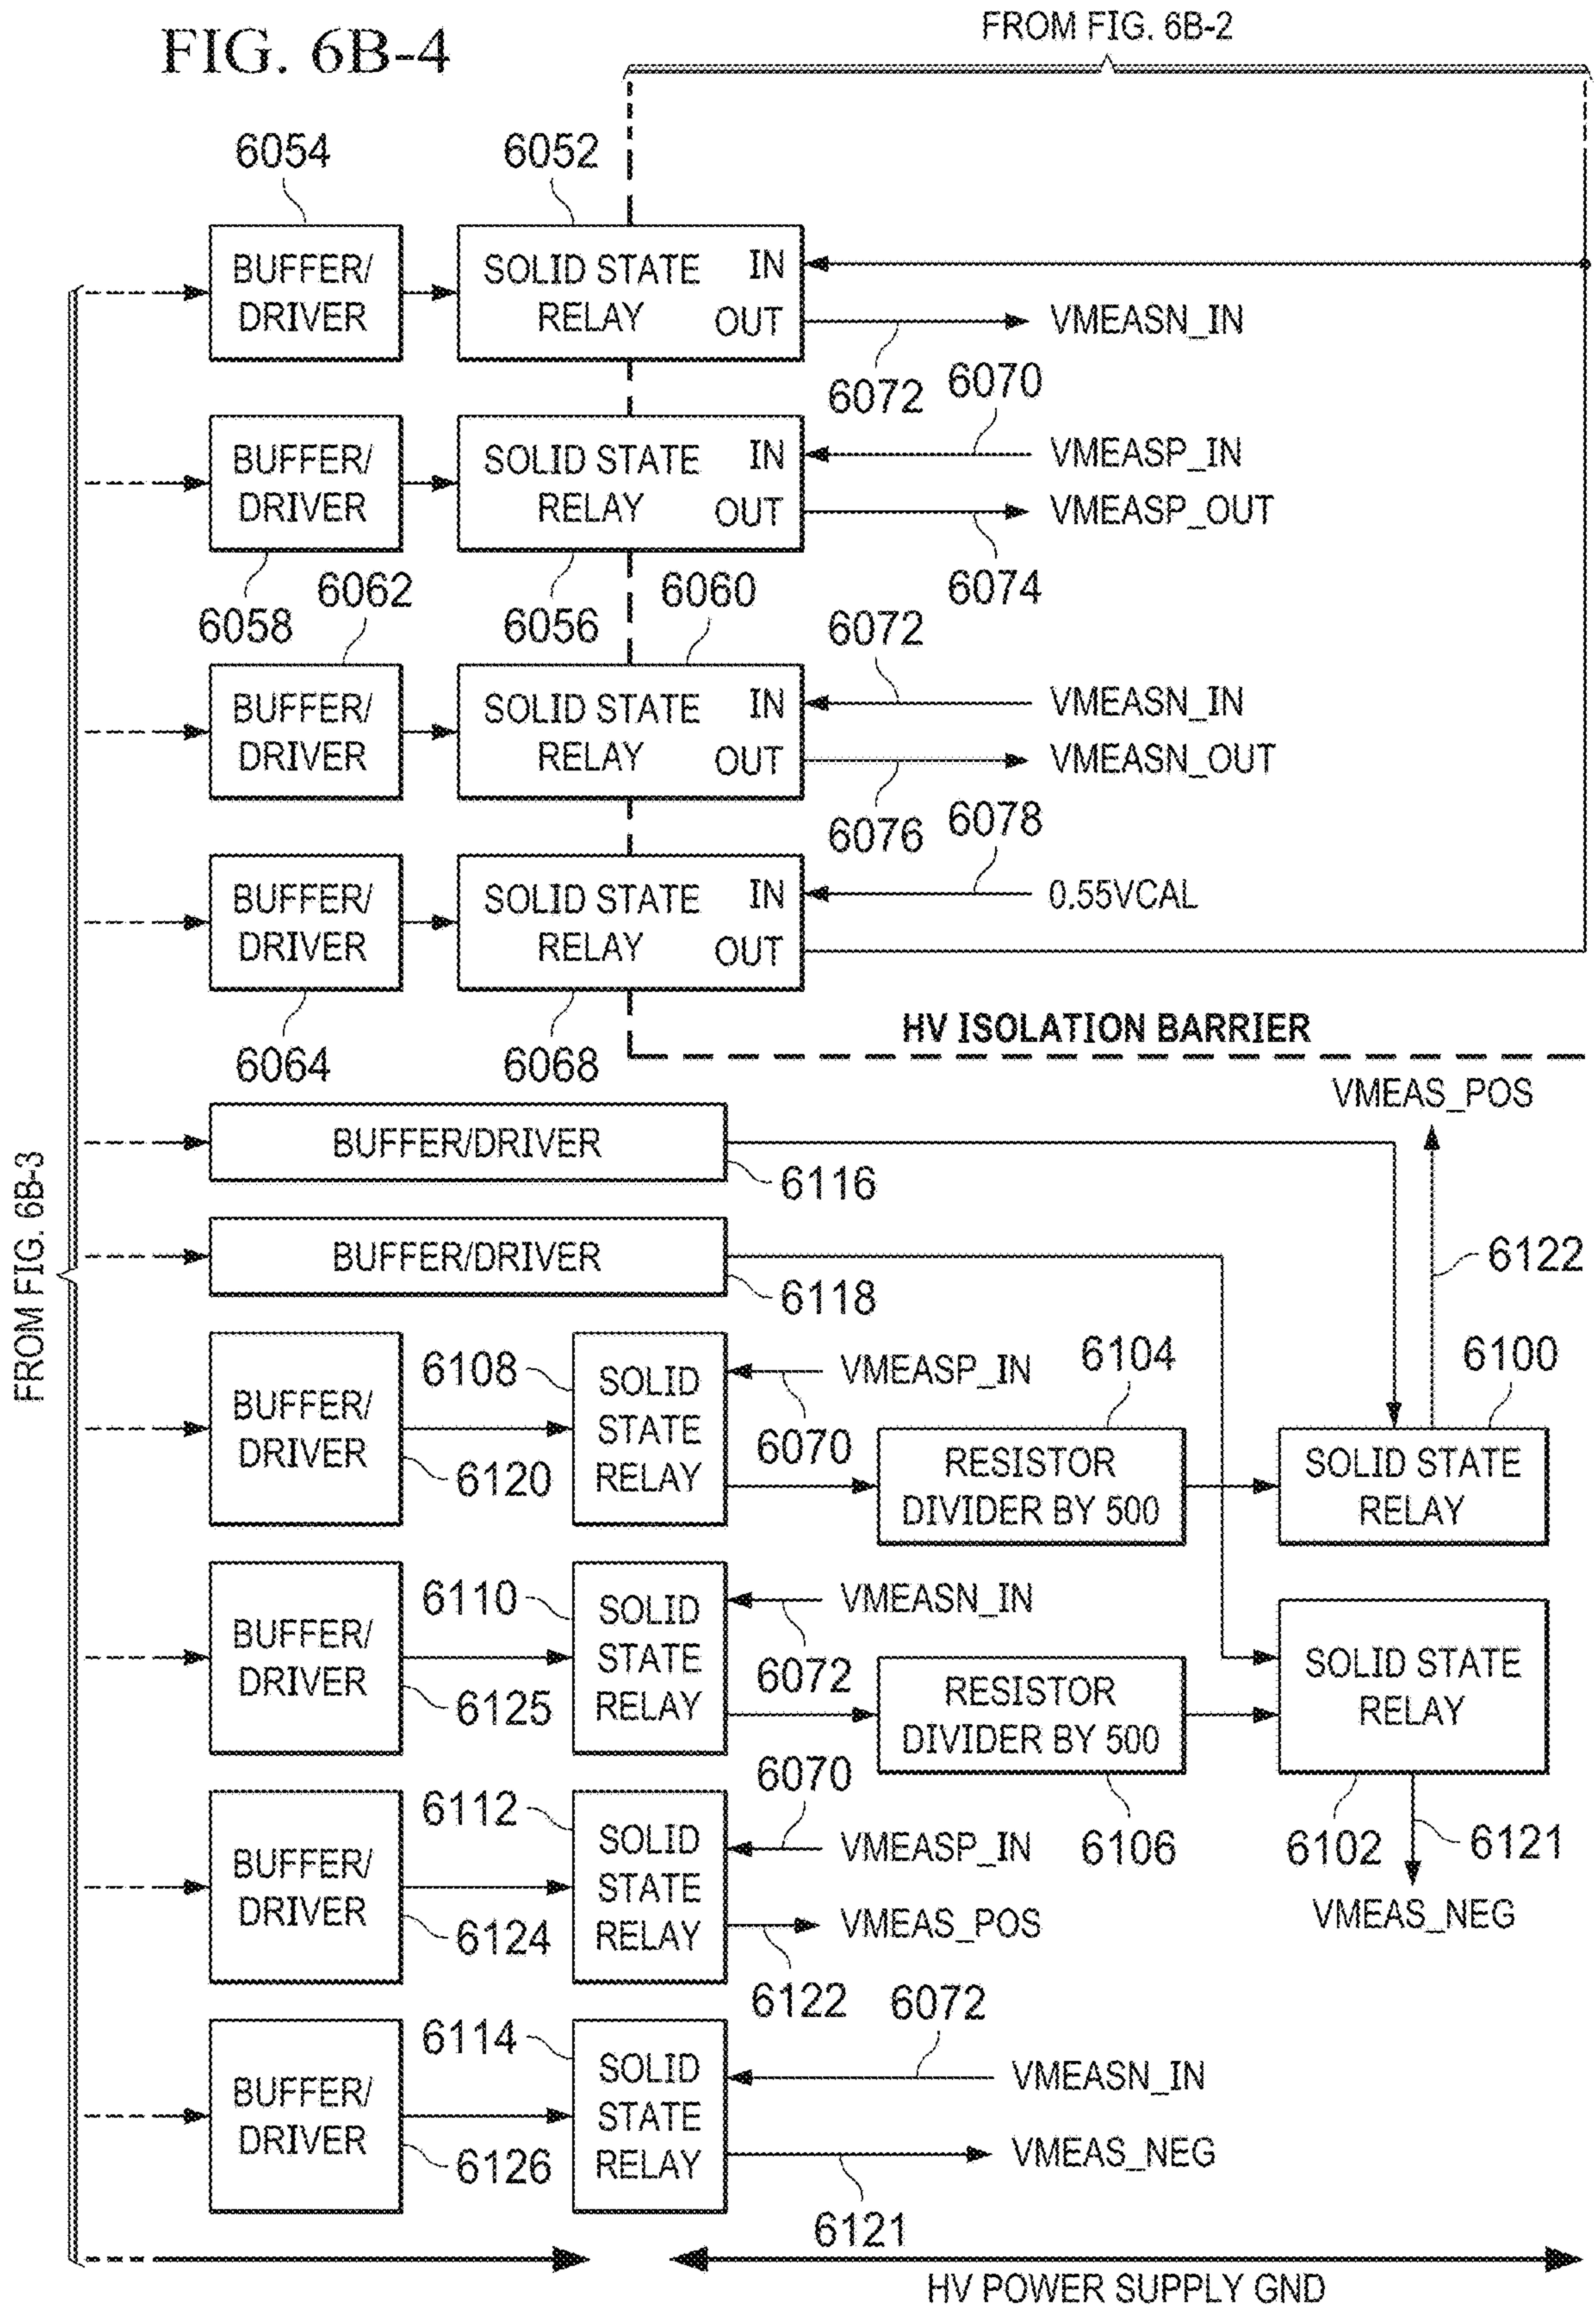 FIG. 6B-4
FROM FIG. 6B-2
6054
6052
BUFFER/
DRIVER
SOLID STATE
RELAY
IN
OUT
VMEASN_IN
6072
6070
BUFFER/
DRIVER
SOLID STATE
RELAY
IN
OUT
VMEASP_IN
VMEASP_OUT
6074
6058
6062
6056
6060
6072
BUFFER/
DRIVER
SOLID STATE
RELAY
IN
OUT
VMEASN_IN
VMEASN_OUT
6076
6078
BUFFER/
DRIVER
SOLID STATE
RELAY
IN
OUT
0.55VCAL
6064
6068
HV ISOLATION BARRIER
VMEAS_POS
BUFFER/DRIVER
6116
FROM FIG. 6B-3
BUFFER/DRIVER
6118
6122
6108
BUFFER/
DRIVER
6120
SOLID
STATE
RELAY
VMEASP_IN
6070
6104
RESISTOR
DIVIDER BY 500
6100
SOLID STATE
RELAY
6110
BUFFER/
DRIVER
6125
SOLID
STATE
RELAY
VMEASN_IN
6072
RESISTOR
DIVIDER BY 500
6106
SOLID STATE
RELAY
6102
6121
VMEAS_NEG
6112
BUFFER/
DRIVER
6124
SOLID
STATE
RELAY
6070
VMEASP_IN
VMEAS_POS
6122
6114
BUFFER/
DRIVER
6126
SOLID
STATE
RELAY
6072
VMEASN_IN
VMEAS_NEG
6121
HV POWER SUPPLY GND